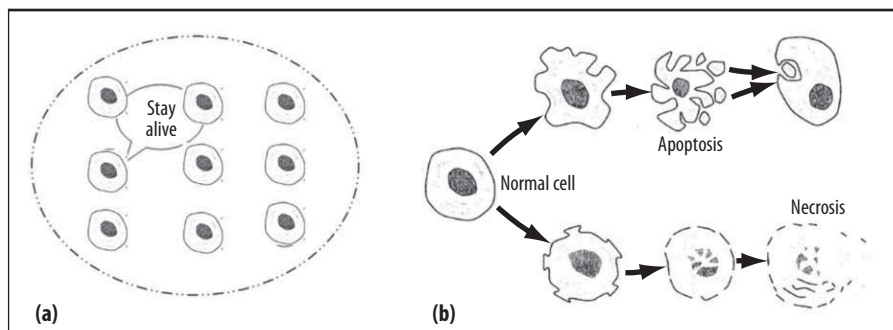 Stay
alive
(a)
Normal cell
Apoptosis
Necrosis
(b)